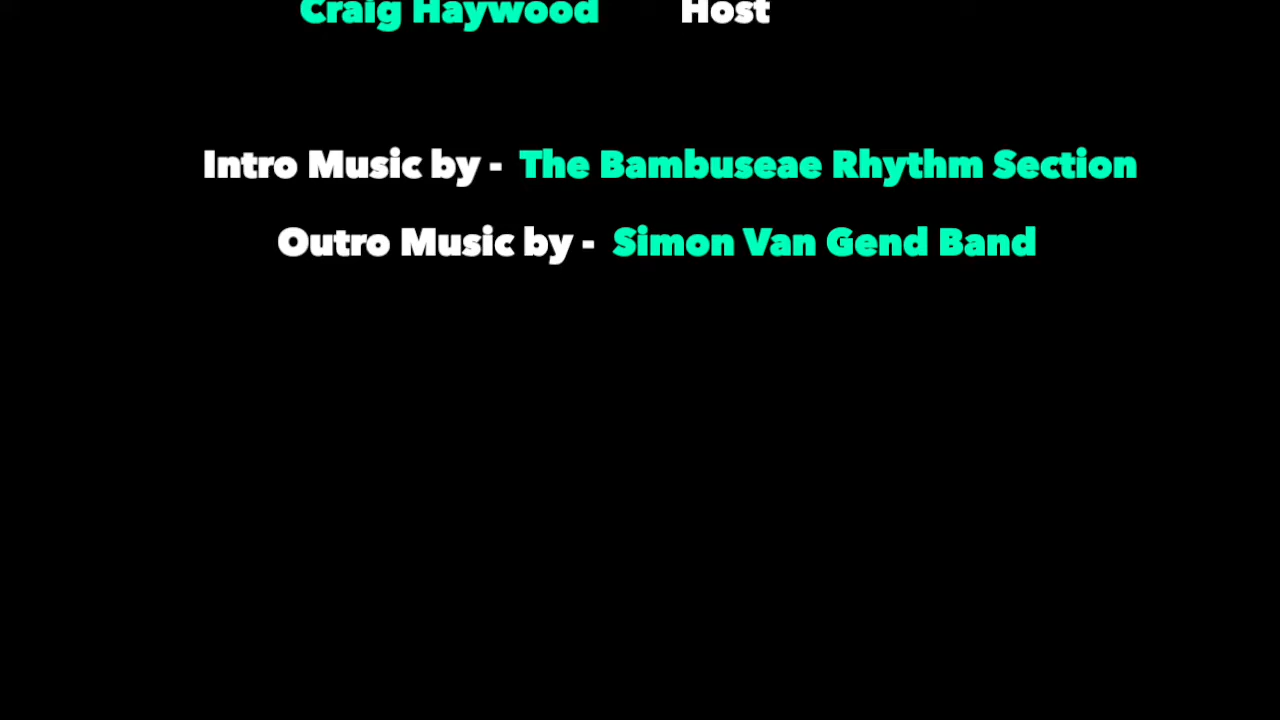 Craig Haywood Host
Intro Music by - The Bambuseae Rhythm Section
Outro Music by - Simon Van Gend Band